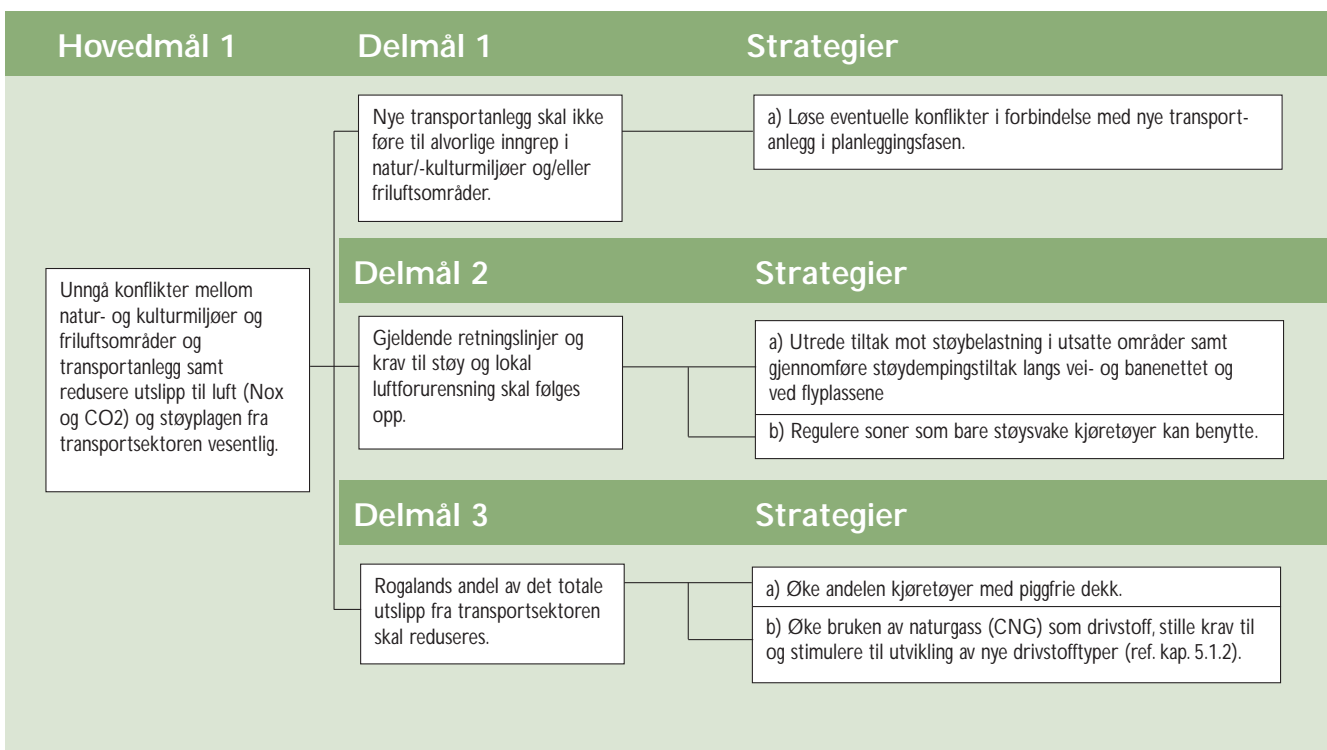 Hovedmål 1
Delmål 1
Strategier
Nye transportanlegg skal ikke
føre til alvorlige inngrep i
natur/-kulturmiljøer og/eller
friluftsområder.
a) Løse eventuelle konflikter i forbindelse med nye transport-
anlegg i planleggingsfasen.
Unngå konflikter mellom
natur- og kulturmiljøer og
friluftsområder og
transportanlegg samt
redusere utslipp til luft (Nox
og CO2) og støyplagen fra
transportsektoren vesentlig.
Delmål 2
Strategier
Gjeldende retningslinjer og
krav til støy og lokal
luftforurensning skal følges
opp.
a) Utrede tiltak mot støybelastning i utsatte områder samt
gjennomføre støydempingstiltak langs vei- og banenettet og
ved flyplassene
b) Regulere soner som bare støysvake kjøretøyer kan benytte.
Delmål 3
Strategier
Rogalands andel av det totale
utslipp fra transportsektoren
skal reduseres.
a) Øke andelen kjøretøyer med piggfrie dekk.
b) Øke bruken av naturgass (CNG) som drivstoff, stille krav til
og stimulere til utvikling av nye drivstofftyper (ref. kap. 5.1.2).